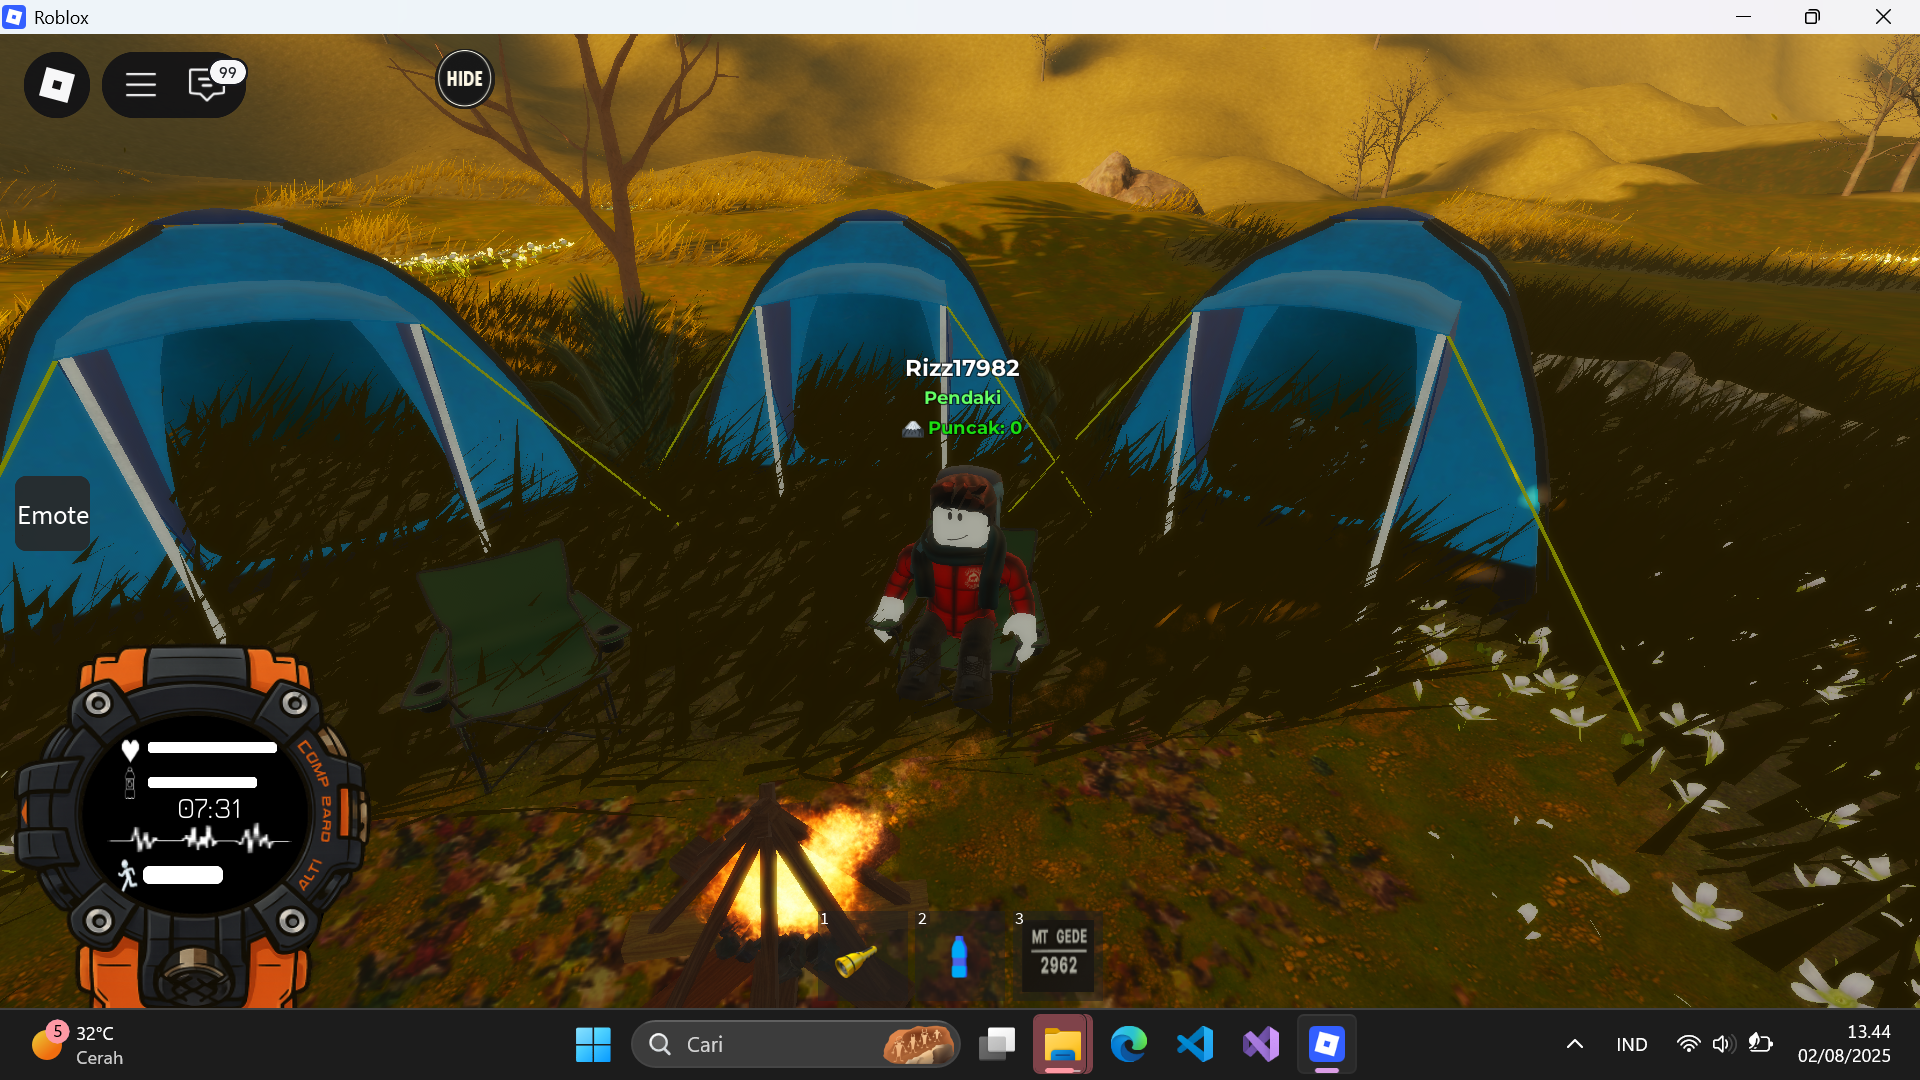 Roblox
99
HIDE
Rizz17982
Pendaki
Puncak: 0
Emote
COMP BARO ALTI
07:31
1
2
3
MT GEDE
2962
5
32°C
Cerah
Cari
IND
13.44
02/08/2025